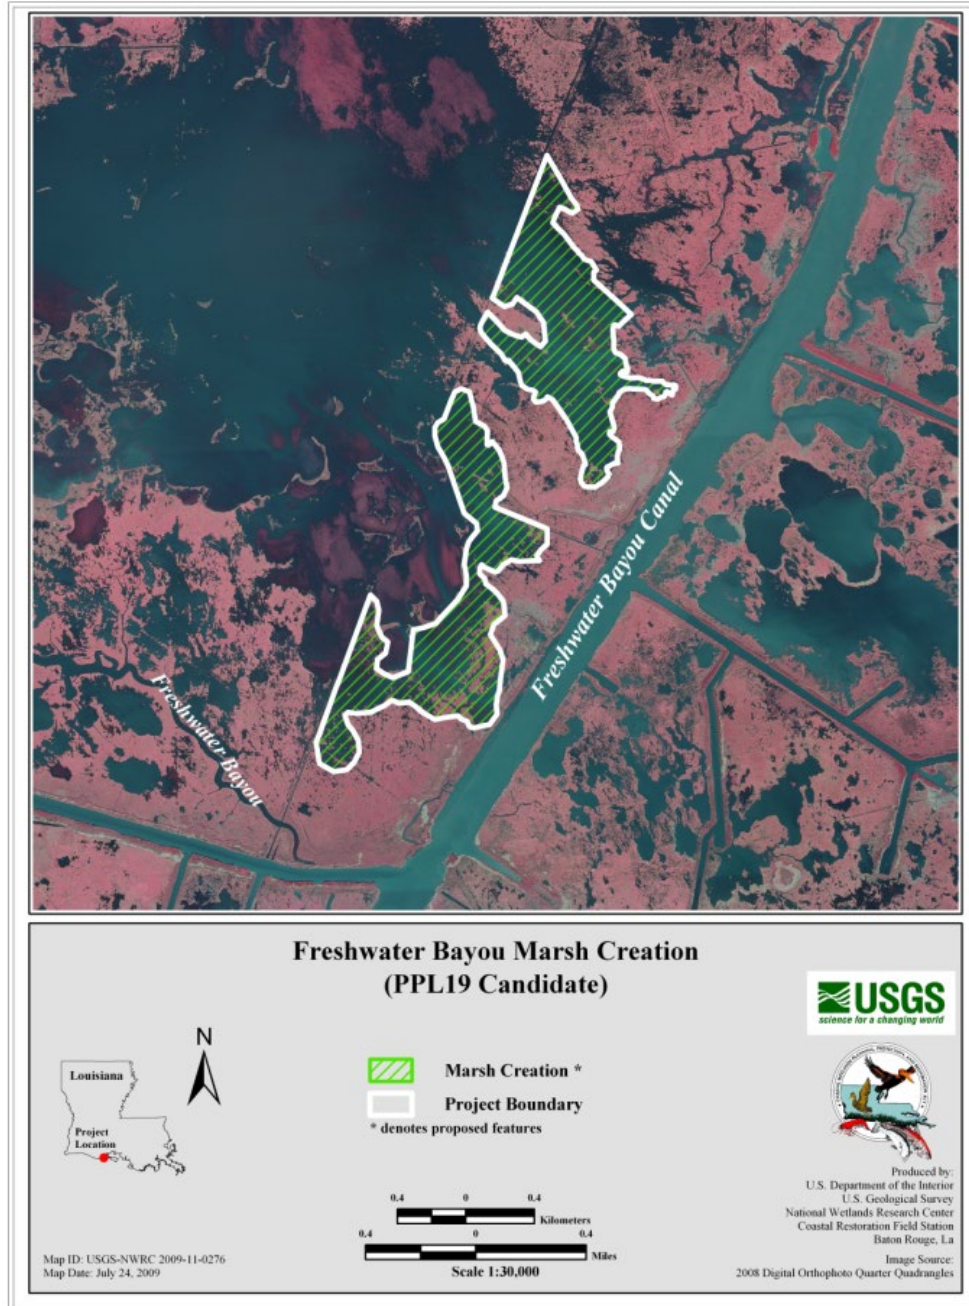 Freshwater Bayou Canal
Freshwater Bayou
Freshwater Bayou Marsh Creation
(PPL19 Candidate)
USGS
science for a changing world
N
Louisiana
Project
Location
Marsh Creation *
Project Boundary
* denotes proposed features
0.4 0 0.4
Kilometers
0.4 0 0.4
Miles
Scale 1:30,000
Map ID: USGS-NWRC 2009-11-0276
Map Date: July 24, 2009
Produced by:
U.S. Department of the Interior
U.S. Geological Survey
National Wetlands Research Center
Coastal Restoration Field Station
Baton Rouge, La
Image Source:
2008 Digital Orthophoto Quarter Quadrangles